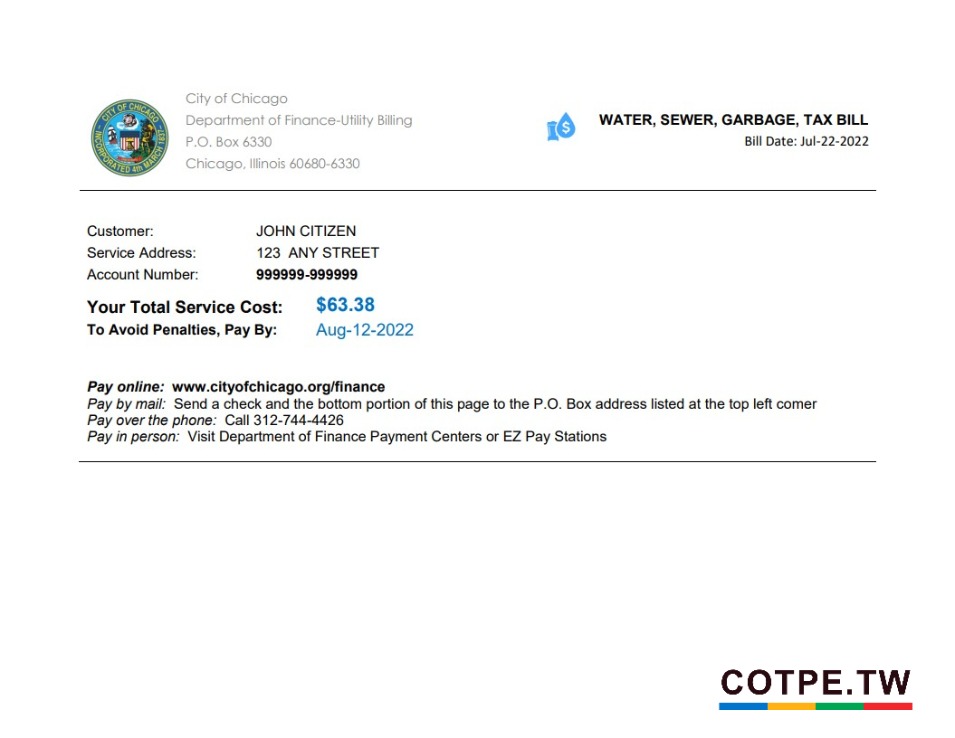 CITY OF CHICAGO
INCORPORATED 4th MARCH 1837
City of Chicago
Department of Finance-Utility Billing
P.O. Box 6330
Chicago, Illinois 60680-6330
$
WATER, SEWER, GARBAGE, TAX BILL
Bill Date: Jul-22-2022
Customer: JOHN CITIZEN
Service Address: 123 ANY STREET
Account Number: 999999-999999
Your Total Service Cost: $63.38
To Avoid Penalties, Pay By: Aug-12-2022
Pay online: www.cityofchicago.org/finance
Pay by mail: Send a check and the bottom portion of this page to the P.O. Box address listed at the top left comer
Pay over the phone: Call 312-744-4426
Pay in person: Visit Department of Finance Payment Centers or EZ Pay Stations
COTPE.TW